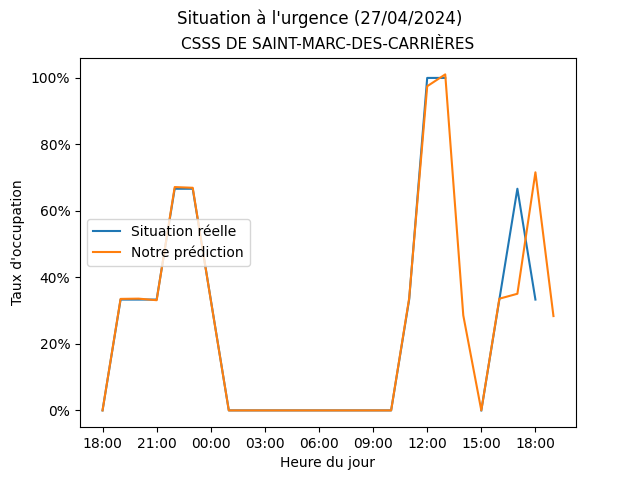 Situation à l'urgence (27/04/2024)
CSSS DE SAINT-MARC-DES-CARRIÈRES
100%
80%
60%
40%
20%
0%
Taux d'occupation
Situation réelle
Notre prédiction
18:00 21:00 00:00 03:00 06:00 09:00 12:00 15:00 18:00
Heure du jour